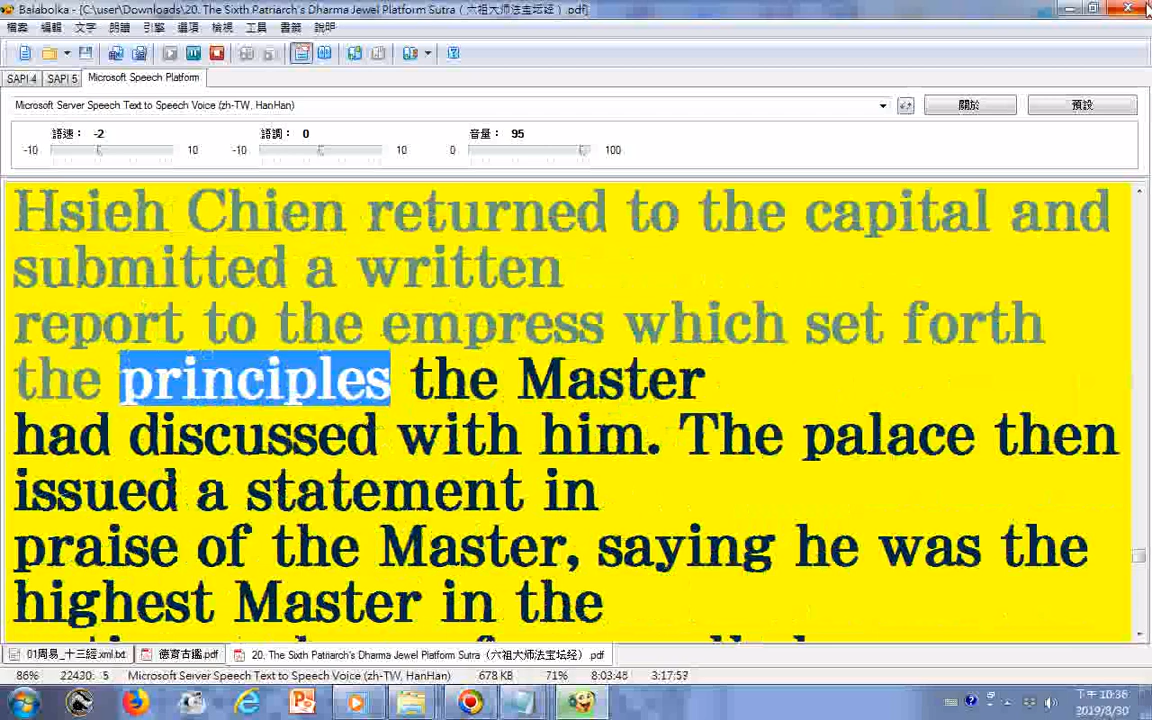 Balabolka - [C:\user\Downloads\20. The Sixth Patriarch's Dharma Jewel Platform Sutra（六祖大师法宝坛经）.pdf]
檔案 編輯 文字 朗讀 引擎 選項 檢視 工具 書籤 說明
SAPI 4 SAPI 5 Microsoft Speech Platform
Microsoft Server Speech Text to Speech Voice (zh-TW, HanHan) 關於 預設
語速： -2 語調： 0 音量： 95
-10 10 -10 10 0 100
Hsieh Chien returned to the capital and
submitted a written
report to the empress which set forth
the principles the Master
had discussed with him. The palace then
issued a statement in
praise of the Master, saying he was the
highest Master in the
01周易_十三經.xml.txt 德育古鑑.pdf 20. The Sixth Patriarch's Dharma Jewel Platform Sutra（六祖大师法宝坛经）.pdf
86% 22430: 5 Microsoft Server Speech Text to Speech Voice (zh-TW, HanHan) 678 KB 71% 8:03:48 3:17:53
下午 10:36
2019/8/30